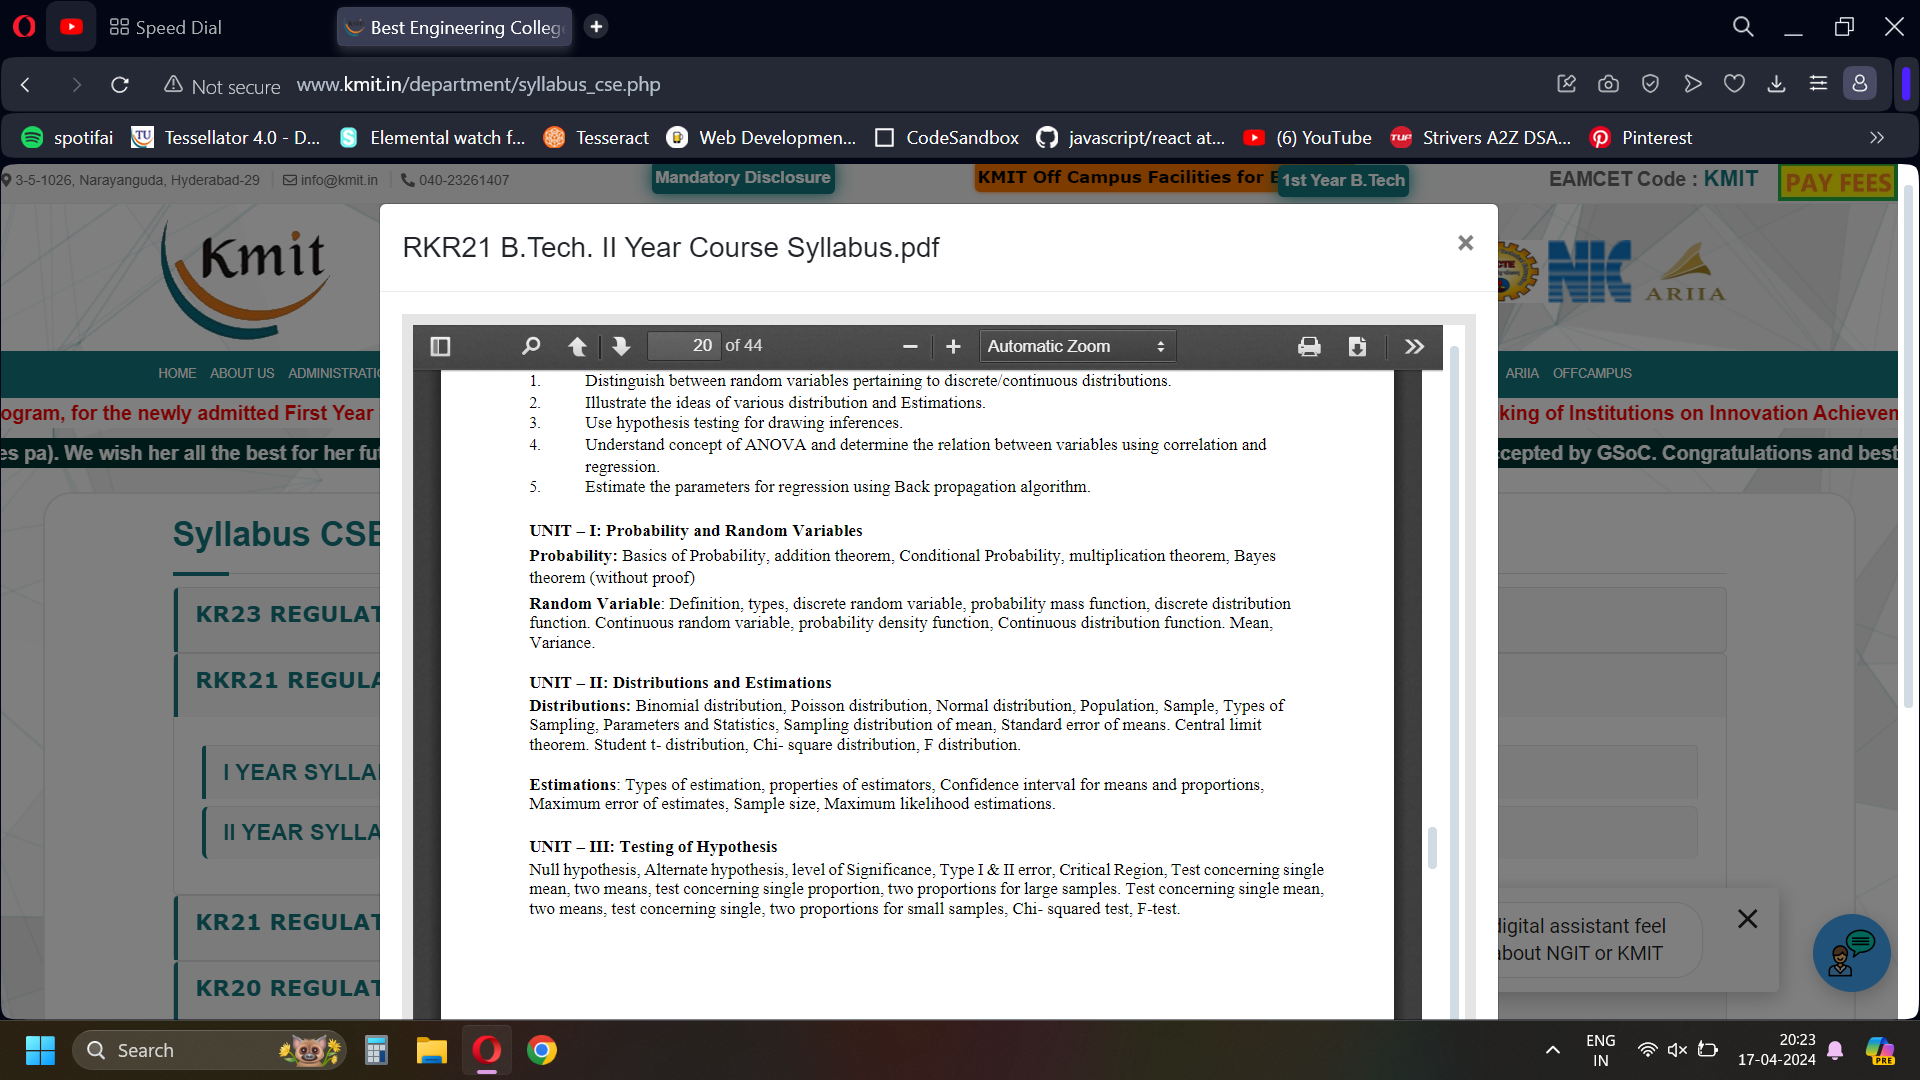 Speed Dial
Best Engineering Colleg
Not secure
www.kmit.in/department/syllabus_cse.php
spotifai
TU
Tessellator 4.0 - D...
Elemental watch f...
Tesseract
Web Developmen...
CodeSandbox
javascript/react at...
(6) YouTube
TUF
Strivers A2Z DSA...
Pinterest
3-5-1026, Narayanguda, Hyderabad-29
info@kmit.in
040-23261407
Mandatory Disclosure
KMIT Off Campus Facilities for E
1st Year B.Tech
EAMCET Code : KMIT
PAY FEES
Kmit
RKR21 B.Tech. II Year Course Syllabus.pdf
×
NIC
ARIIA
20 of 44
Automatic Zoom
HOME
ABOUT US
ADMINISTRATIO
ARIIA
OFFCAMPUS
ogram, for the newly admitted First Year
king of Institutions on Innovation Achieven
es pa). We wish her all the best for her fut
ccepted by GSoC. Congratulations and best
1. Distinguish between random variables pertaining to discrete/continuous distributions.
2. Illustrate the ideas of various distribution and Estimations.
3. Use hypothesis testing for drawing inferences.
4. Understand concept of ANOVA and determine the relation between variables using correlation and
regression.
5. Estimate the parameters for regression using Back propagation algorithm.
UNIT – I: Probability and Random Variables
Probability: Basics of Probability, addition theorem, Conditional Probability, multiplication theorem, Bayes
theorem (without proof)
Random Variable: Definition, types, discrete random variable, probability mass function, discrete distribution
function. Continuous random variable, probability density function, Continuous distribution function. Mean,
Variance.
UNIT – II: Distributions and Estimations
Distributions: Binomial distribution, Poisson distribution, Normal distribution, Population, Sample, Types of
Sampling, Parameters and Statistics, Sampling distribution of mean, Standard error of means. Central limit
theorem. Student t- distribution, Chi- square distribution, F distribution.
Estimations: Types of estimation, properties of estimators, Confidence interval for means and proportions,
Maximum error of estimates, Sample size, Maximum likelihood estimations.
UNIT – III: Testing of Hypothesis
Null hypothesis, Alternate hypothesis, level of Significance, Type I & II error, Critical Region, Test concerning single
mean, two means, test concerning single proportion, two proportions for large samples. Test concerning single mean,
two means, test concerning single, two proportions for small samples, Chi- squared test, F-test.
Syllabus CSE
KR23 REGULAT
RKR21 REGULA
I YEAR SYLLA
II YEAR SYLLA
KR21 REGULAT
KR20 REGULAT
digital assistant feel
about NGIT or KMIT
Search
ENG
IN
20:23
17-04-2024
PRE